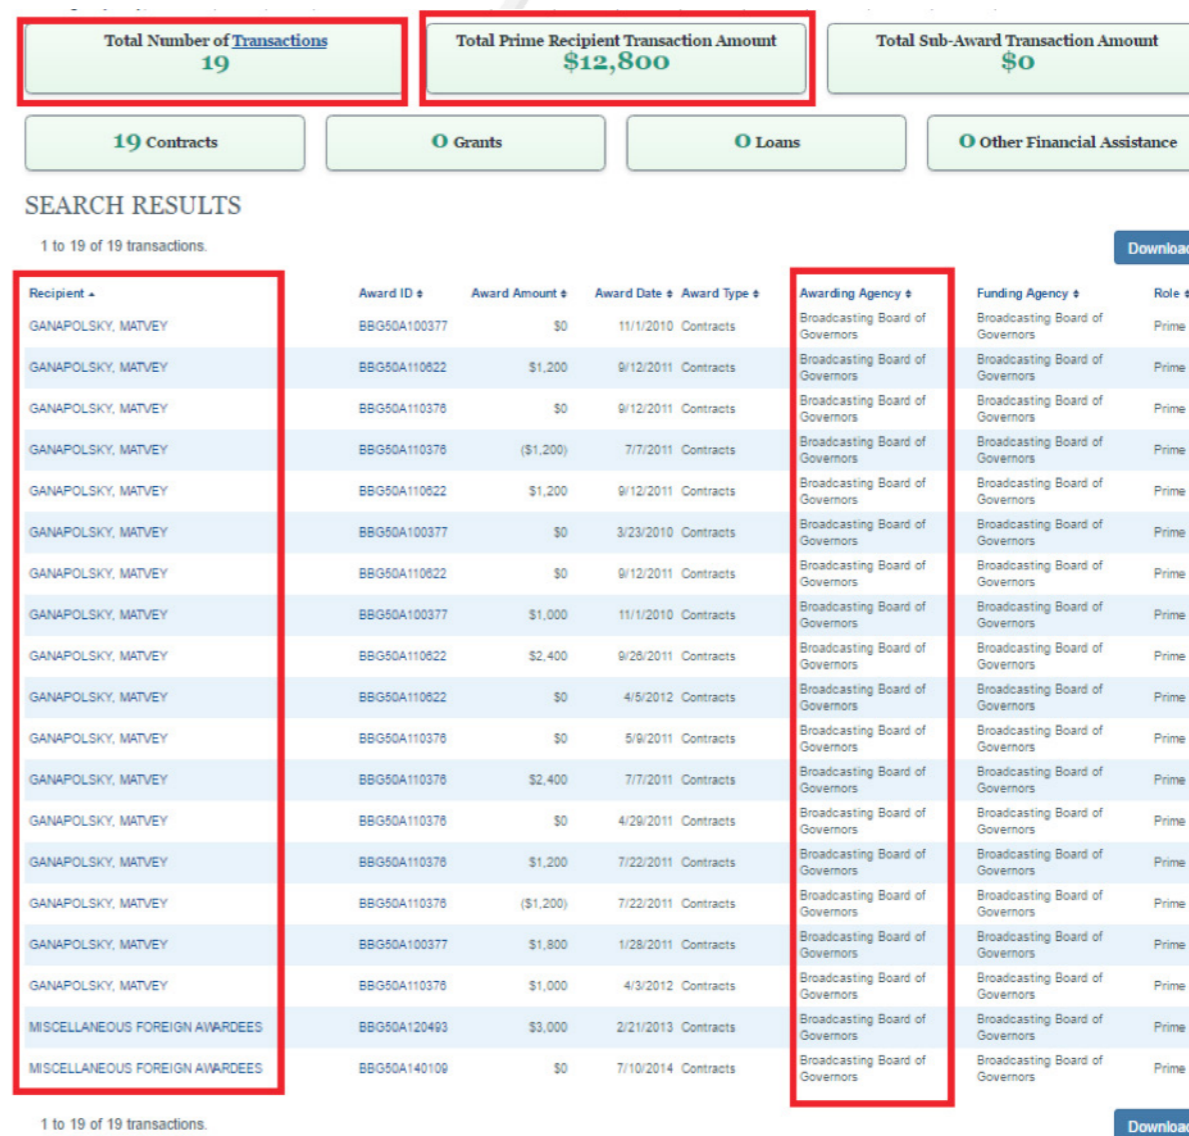 Total Number of Transactions
19
Total Prime Recipient Transaction Amount
$12,800
Total Sub-Award Transaction Amount
$0
19 Contracts
0 Grants
0 Loans
0 Other Financial Assistance
SEARCH RESULTS
1 to 19 of 19 transactions.
Download
Recipient Award ID Award Amount Award Date Award Type Awarding Agency Funding Agency Role
GANAPOLSKY, MATVEY BBG50A100377 $0 11/1/2010 Contracts Broadcasting Board of Governors Broadcasting Board of Governors Prime
GANAPOLSKY, MATVEY BBG50A110622 $1,200 9/12/2011 Contracts Broadcasting Board of Governors Broadcasting Board of Governors Prime
GANAPOLSKY, MATVEY BBG50A110376 $0 9/12/2011 Contracts Broadcasting Board of Governors Broadcasting Board of Governors Prime
GANAPOLSKY, MATVEY BBG50A110376 ($1,200) 7/7/2011 Contracts Broadcasting Board of Governors Broadcasting Board of Governors Prime
GANAPOLSKY, MATVEY BBG50A110622 $1,200 9/12/2011 Contracts Broadcasting Board of Governors Broadcasting Board of Governors Prime
GANAPOLSKY, MATVEY BBG50A100377 $0 3/23/2010 Contracts Broadcasting Board of Governors Broadcasting Board of Governors Prime
GANAPOLSKY, MATVEY BBG50A110622 $0 9/12/2011 Contracts Broadcasting Board of Governors Broadcasting Board of Governors Prime
GANAPOLSKY, MATVEY BBG50A100377 $1,000 11/1/2010 Contracts Broadcasting Board of Governors Broadcasting Board of Governors Prime
GANAPOLSKY, MATVEY BBG50A110622 $2,400 9/26/2011 Contracts Broadcasting Board of Governors Broadcasting Board of Governors Prime
GANAPOLSKY, MATVEY BBG50A110622 $0 4/5/2012 Contracts Broadcasting Board of Governors Broadcasting Board of Governors Prime
GANAPOLSKY, MATVEY BBG50A110376 $0 5/9/2011 Contracts Broadcasting Board of Governors Broadcasting Board of Governors Prime
GANAPOLSKY, MATVEY BBG50A110376 $2,400 7/7/2011 Contracts Broadcasting Board of Governors Broadcasting Board of Governors Prime
GANAPOLSKY, MATVEY BBG50A110376 $0 4/29/2011 Contracts Broadcasting Board of Governors Broadcasting Board of Governors Prime
GANAPOLSKY, MATVEY BBG50A110376 $1,200 7/22/2011 Contracts Broadcasting Board of Governors Broadcasting Board of Governors Prime
GANAPOLSKY, MATVEY BBG50A110376 ($1,200) 7/22/2011 Contracts Broadcasting Board of Governors Broadcasting Board of Governors Prime
GANAPOLSKY, MATVEY BBG50A100377 $1,800 1/28/2011 Contracts Broadcasting Board of Governors Broadcasting Board of Governors Prime
GANAPOLSKY, MATVEY BBG50A110376 $1,000 4/3/2012 Contracts Broadcasting Board of Governors Broadcasting Board of Governors Prime
MISCELLANEOUS FOREIGN AWARDEES BBG50A120493 $3,000 2/21/2013 Contracts Broadcasting Board of Governors Broadcasting Board of Governors Prime
MISCELLANEOUS FOREIGN AWARDEES BBG50A140109 $0 7/10/2014 Contracts Broadcasting Board of Governors Broadcasting Board of Governors Prime
1 to 19 of 19 transactions.
Download